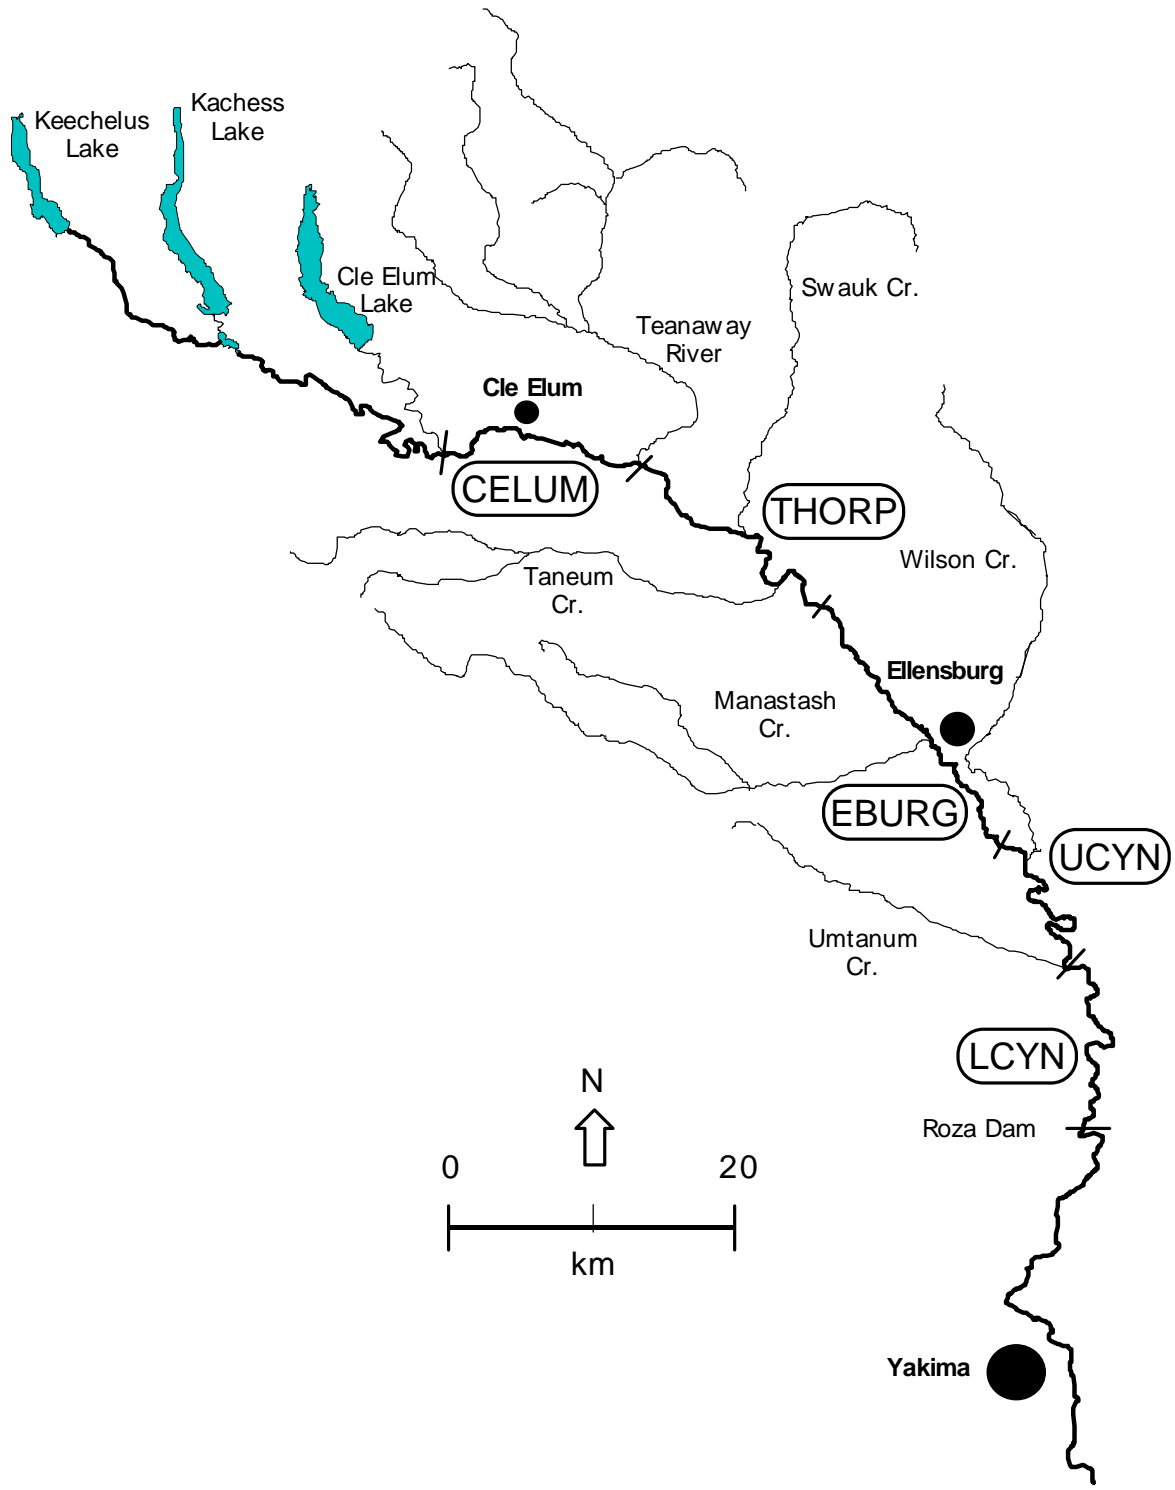 Kachess
Lake
Keechelus
Lake
Cle Elum
Lake
Swauk Cr.
Teanaway
River
Cle Elum
CELUM
THORP
Wilson Cr.
Taneum
Cr.
Ellensburg
Manastash
Cr.
EBURG
UCYN
Umtanum
Cr.
LCYN
N
Roza Dam
0 20
km
Yakima